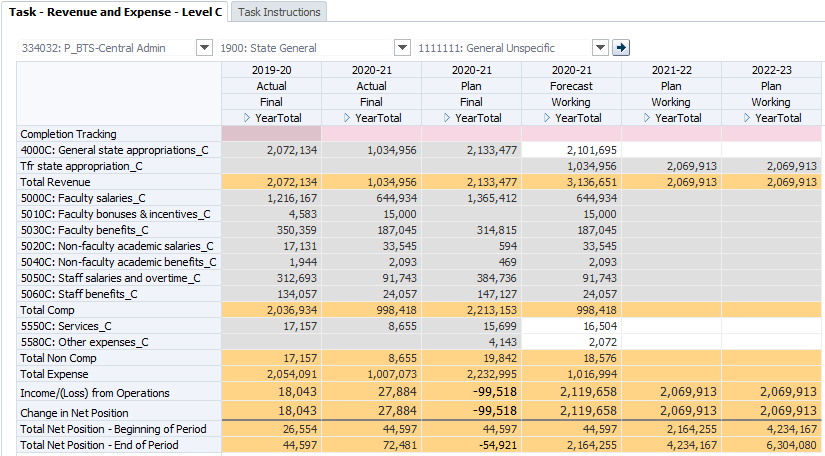 Task - Revenue and Expense - Level C Task Instructions
334032: P_BTS-Central Admin 1900: State General 1111111: General Unspecific
2019-20 2020-21 2020-21 2020-21 2021-22 2022-23
Actual Actual Plan Forecast Plan Plan
Final Final Final Working Working Working
YearTotal YearTotal YearTotal YearTotal YearTotal YearTotal
Completion Tracking
4000C: General state appropriations_C 2,072,134 1,034,956 2,133,477 2,101,695
Tfr state appropriation_C 1,034,956 2,069,913 2,069,913
Total Revenue 2,072,134 1,034,956 2,133,477 3,136,651 2,069,913 2,069,913
5000C: Faculty salaries_C 1,216,167 644,934 1,365,412 644,934
5010C: Faculty bonuses & incentives_C 4,583 15,000 15,000
5030C: Faculty benefits_C 350,359 187,045 314,815 187,045
5020C: Non-faculty academic salaries_C 17,131 33,545 594 33,545
5040C: Non-faculty academic benefits_C 1,944 2,093 469 2,093
5050C: Staff salaries and overtime_C 312,693 91,743 384,736 91,743
5060C: Staff benefits_C 134,057 24,057 147,127 24,057
Total Comp 2,036,934 998,418 2,213,153 998,418
5550C: Services_C 17,157 8,655 15,699 16,504
5580C: Other expenses_C 4,143 2,072
Total Non Comp 17,157 8,655 19,842 18,576
Total Expense 2,054,091 1,007,073 2,232,995 1,016,994
Income/(Loss) from Operations 18,043 27,884 -99,518 2,119,658 2,069,913 2,069,913
Change in Net Position 18,043 27,884 -99,518 2,119,658 2,069,913 2,069,913
Total Net Position - Beginning of Period 26,554 44,597 44,597 44,597 2,164,255 4,234,167
Total Net Position - End of Period 44,597 72,481 -54,921 2,164,255 4,234,167 6,304,080